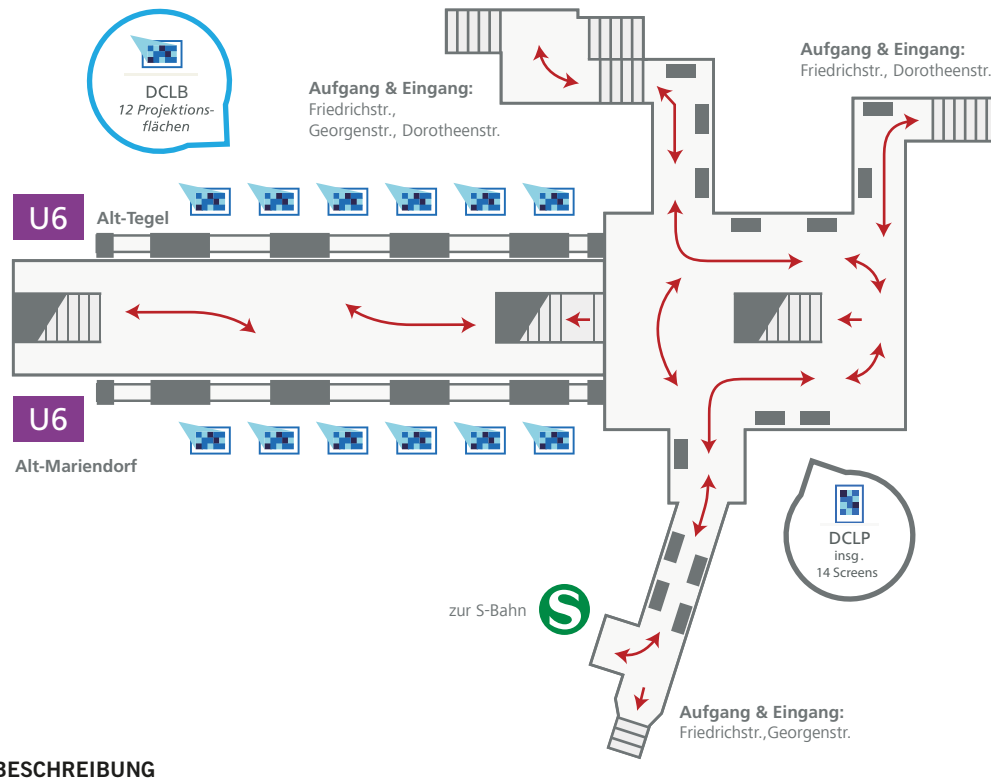 DCLB
12 Projektions-
flächen
Aufgang & Eingang:
Friedrichstr.,
Georgenstr., Dorotheenstr.
Aufgang & Eingang:
Friedrichstr., Dorotheenstr.
U6
Alt-Tegel
U6
Alt-Mariendorf
DCLP
insg.
14 Screens
zur S-Bahn
S
Aufgang & Eingang:
Friedrichstr.,Georgenstr.
BESCHREIBUNG